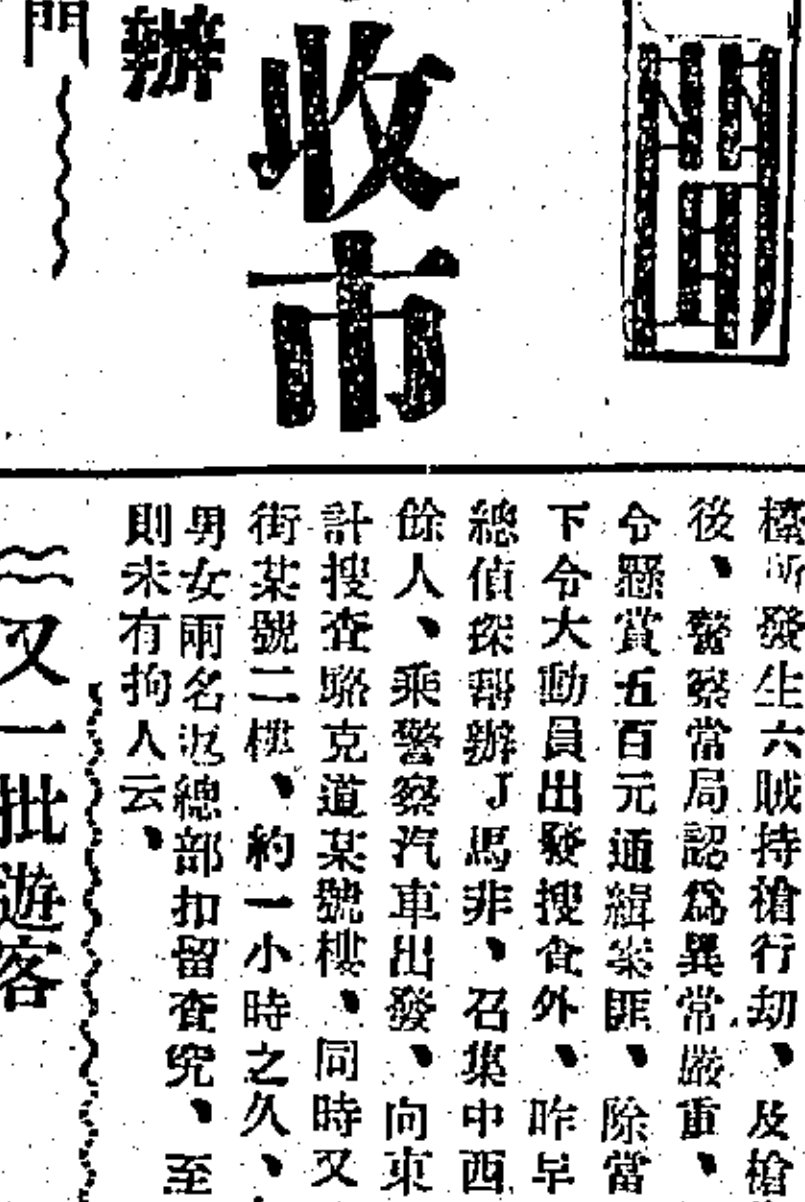 收市
辦
門
樓所發生六賊持槍行劫、及槍
後、警察當局認為異常嚴重、
令懸賞五百元通緝案匪、除當
下令大動員出發搜查外、昨早
總偵探幫辦J馬非、召集中西
餘人、乘警察汽車出發、向東
計搜查駱克道某號樓、同時又
街某號二樓、約一小時之久、
男女兩名返總部扣留查究、至
則未有拘人云、
又一批遊客